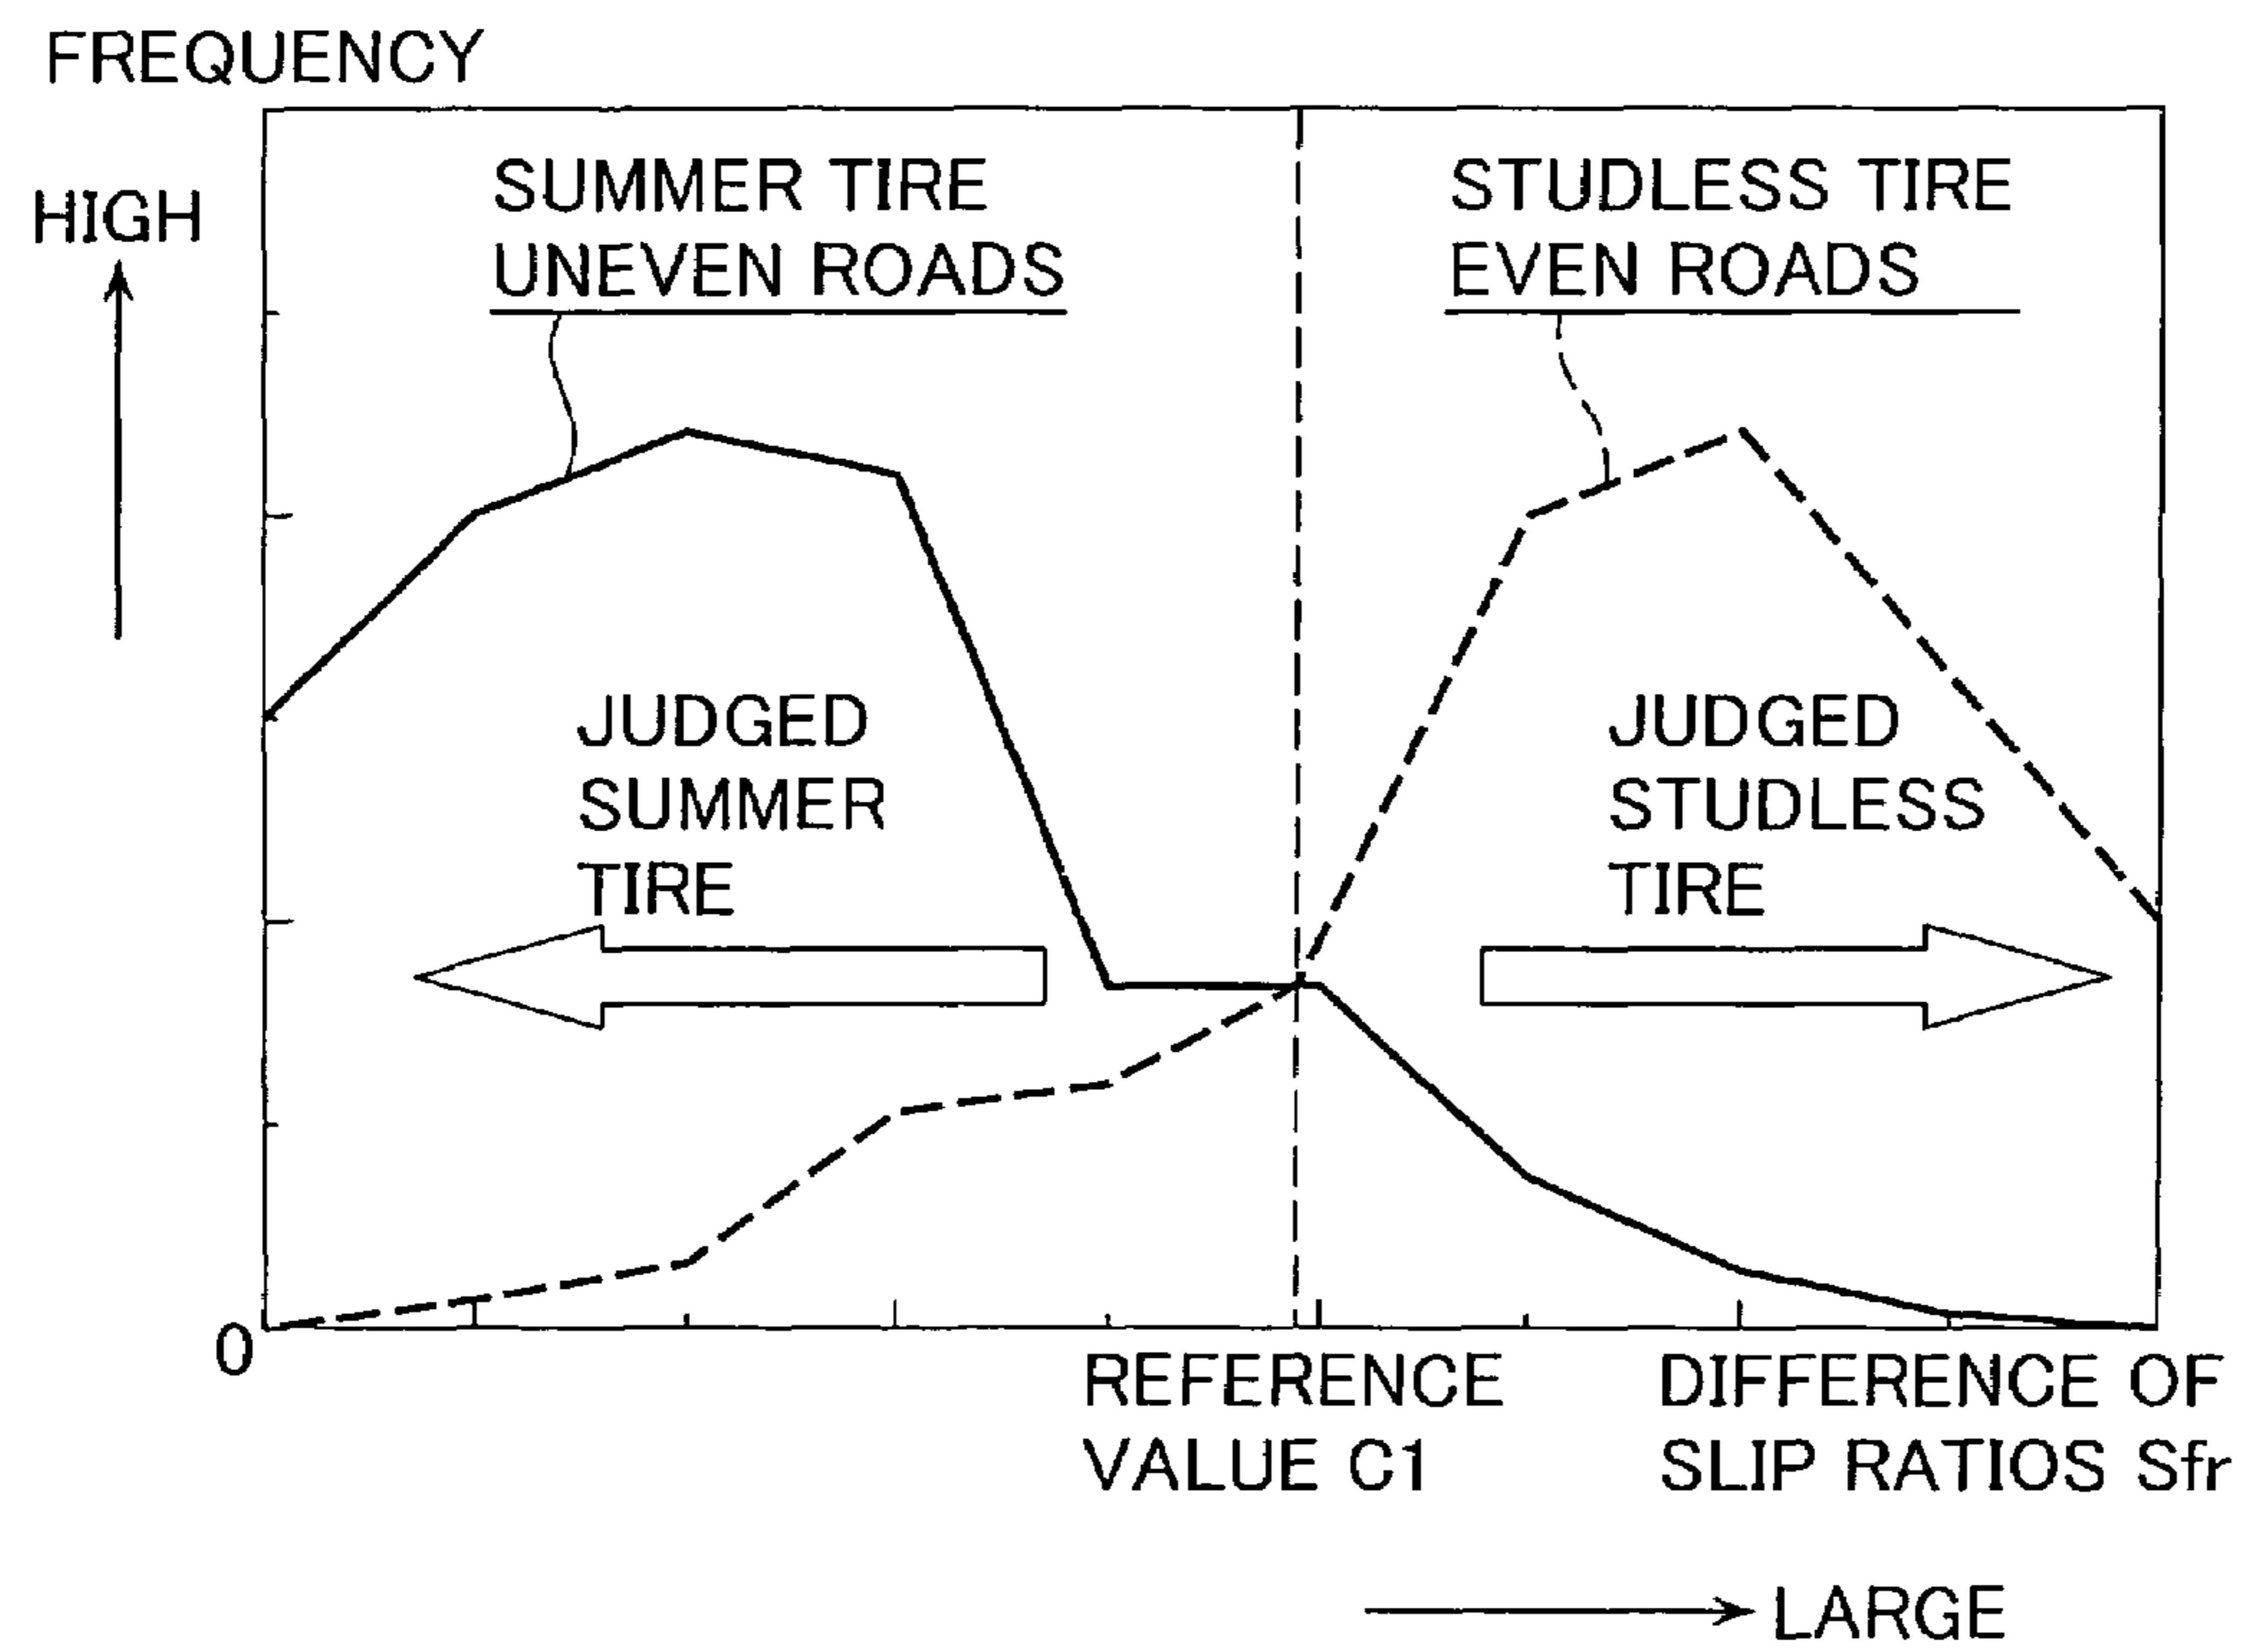 FREQUENCY
HIGH
SUMMER TIRE
UNEVEN ROADS
STUDLESS TIRE
EVEN ROADS
JUDGED
SUMMER
TIRE
JUDGED
STUDLESS
TIRE
0
REFERENCE
VALUE C1
DIFFERENCE OF
SLIP RATIOS Sfr
LARGE